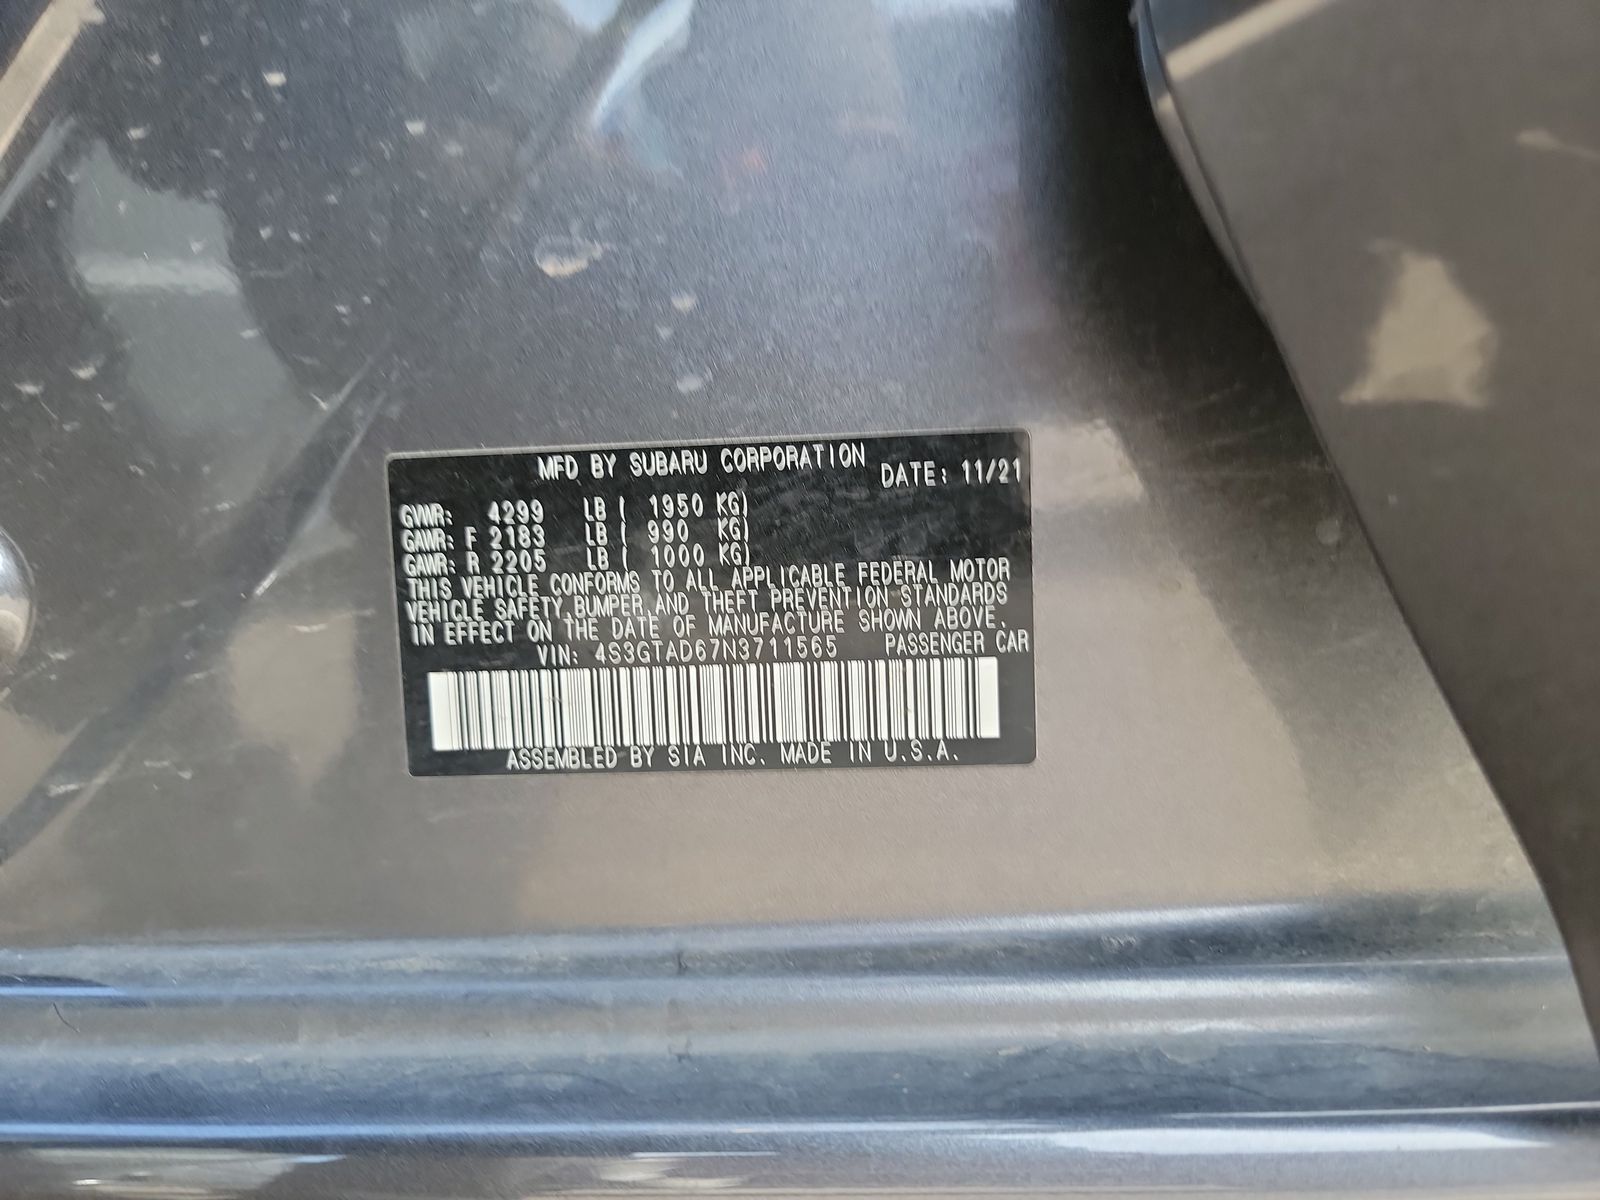 MFD BY SUBARU CORPORATION DATE: 11/21
GVWR: 4299 LB ( 1950 KG)
GAWR: F 2183 LB ( 990 KG)
GAWR: R 2205 LB ( 1000 KG)
THIS VEHICLE CONFORMS TO ALL APPLICABLE FEDERAL MOTOR
VEHICLE SAFETY, BUMPER, AND THEFT PREVENTION STANDARDS
IN EFFECT ON THE DATE OF MANUFACTURE SHOWN ABOVE.
VIN: 4S3GTAD67N3711565 PASSENGER CAR
ASSEMBLED BY SIA INC. MADE IN U.S.A.